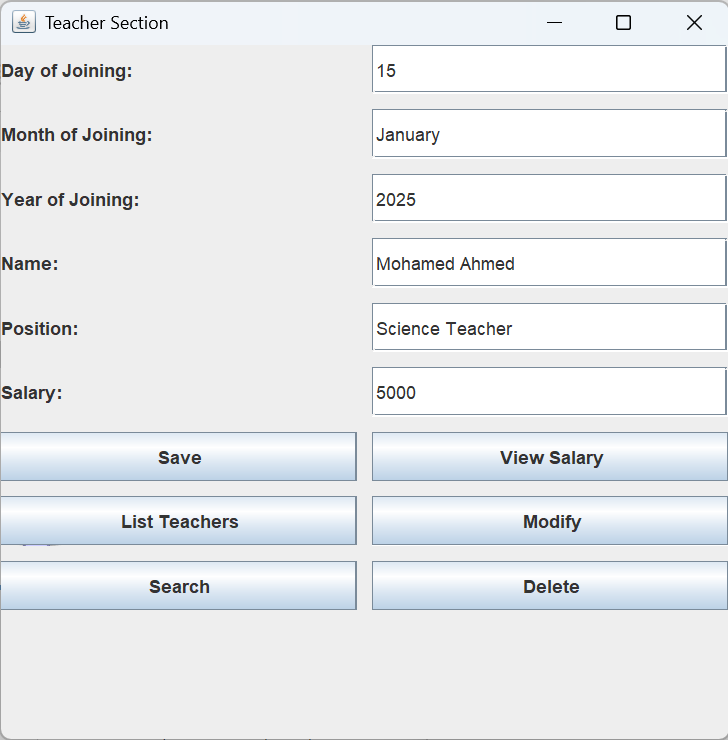 Teacher Section
Day of Joining: 15
Month of Joining: January
Year of Joining: 2025
Name: Mohamed Ahmed
Position: Science Teacher
Salary: 5000
Save View Salary
List Teachers Modify
Search Delete